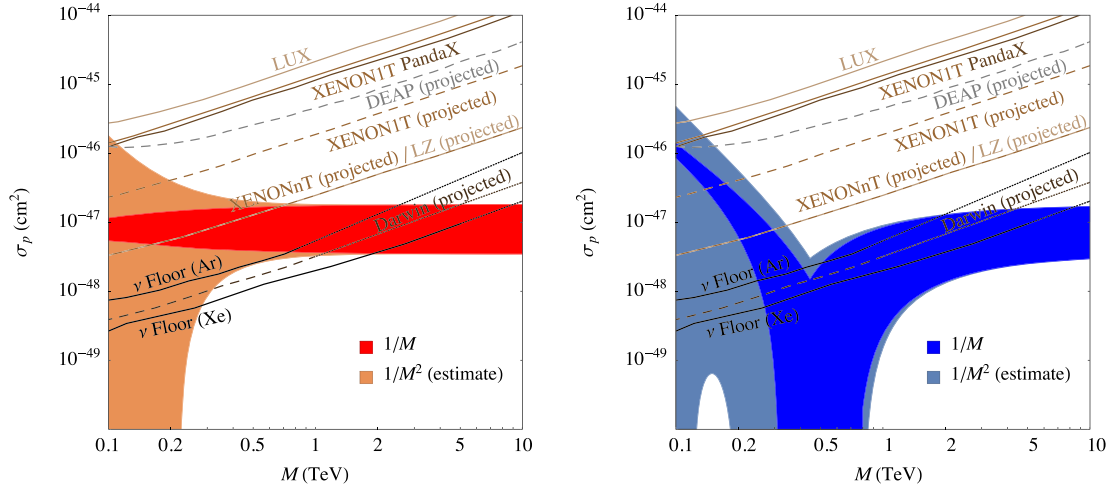 10⁻⁴⁴
10⁻⁴⁵
10⁻⁴⁶
10⁻⁴⁷
10⁻⁴⁸
10⁻⁴⁹
σp (cm²)
LUX
XENON1T PandaX
DEAP (projected)
XENON1T (projected)
XENONnT (projected) / LZ (projected)
Darwin (projected)
ν Floor (Ar)
ν Floor (Xe)
1/M
1/M² (estimate)
0.1 0.2 0.5 1 2 5 10
M (TeV)
10⁻⁴⁴
10⁻⁴⁵
10⁻⁴⁶
10⁻⁴⁷
10⁻⁴⁸
10⁻⁴⁹
σp (cm²)
LUX
XENON1T PandaX
DEAP (projected)
XENON1T (projected)
XENONnT (projected) / LZ (projected)
Darwin (projected)
ν Floor (Ar)
ν Floor (Xe)
1/M
1/M² (estimate)
0.1 0.2 0.5 1 2 5 10
M (TeV)